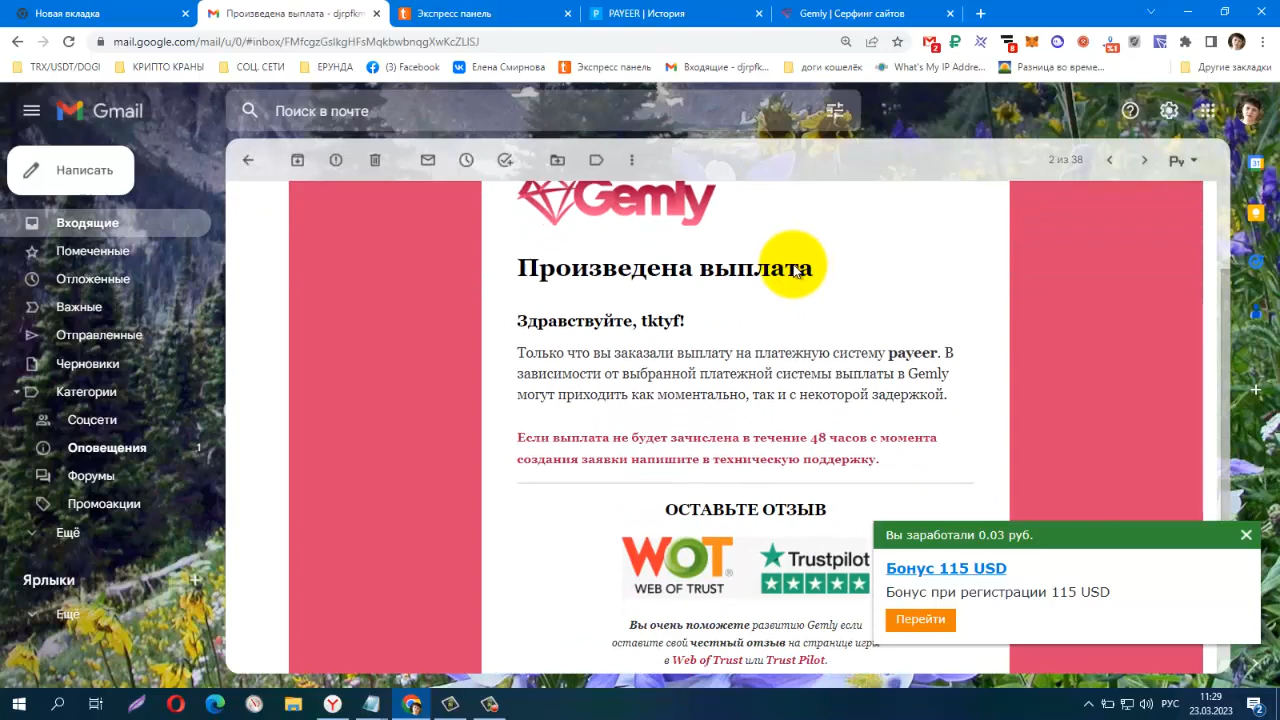 Новая вкладка
Произведена выплата - djrpfkm
Экспресс панель
PAYEER | История
Gemly | Серфинг сайтов
mail.google.com/mail/u/0/#inbox/FMfcgzGslkgHFsMqkbwbnqgXwKcZLlSJ
TRX/USDT/DOGI
КРИПТО КРАНЫ
СОЦ. СЕТИ
ЕРУНДА
(3) Facebook
Елена Смирнова
Экспресс панель
Входящие - djrpfk...
доги кошелёк
What's My IP Addre...
Разница во време...
Другие закладки
Gmail
Поиск в почте
Написать
2 из 38
Входящие
Помеченные
Отложенные
Важные
Отправленные
Черновики
Категории
Соцсети
Оповещения 1
Форумы
Промоакции
Ещё
Ярлыки
Ещё
Gemly
Произведена выплата
Здравствуйте, tktyf!
Только что вы заказали выплату на платежную систему payeer. В
зависимости от выбранной платежной системы выплаты в Gemly
могут приходить как моментально, так и с некоторой задержкой.
Если выплата не будет зачислена в течение 48 часов с момента
создания заявки напишите в техническую поддержку.
ОСТАВЬТЕ ОТЗЫВ
WOT
WEB OF TRUST
Trustpilot
Вы очень поможете развитию Gemly если
оставите свой честный отзыв на странице игры
в Web of Trust или Trust Pilot.
Вы заработали 0.03 руб.
Бонус 115 USD
Бонус при регистрации 115 USD
Перейти
РУС
11:29
23.03.2023